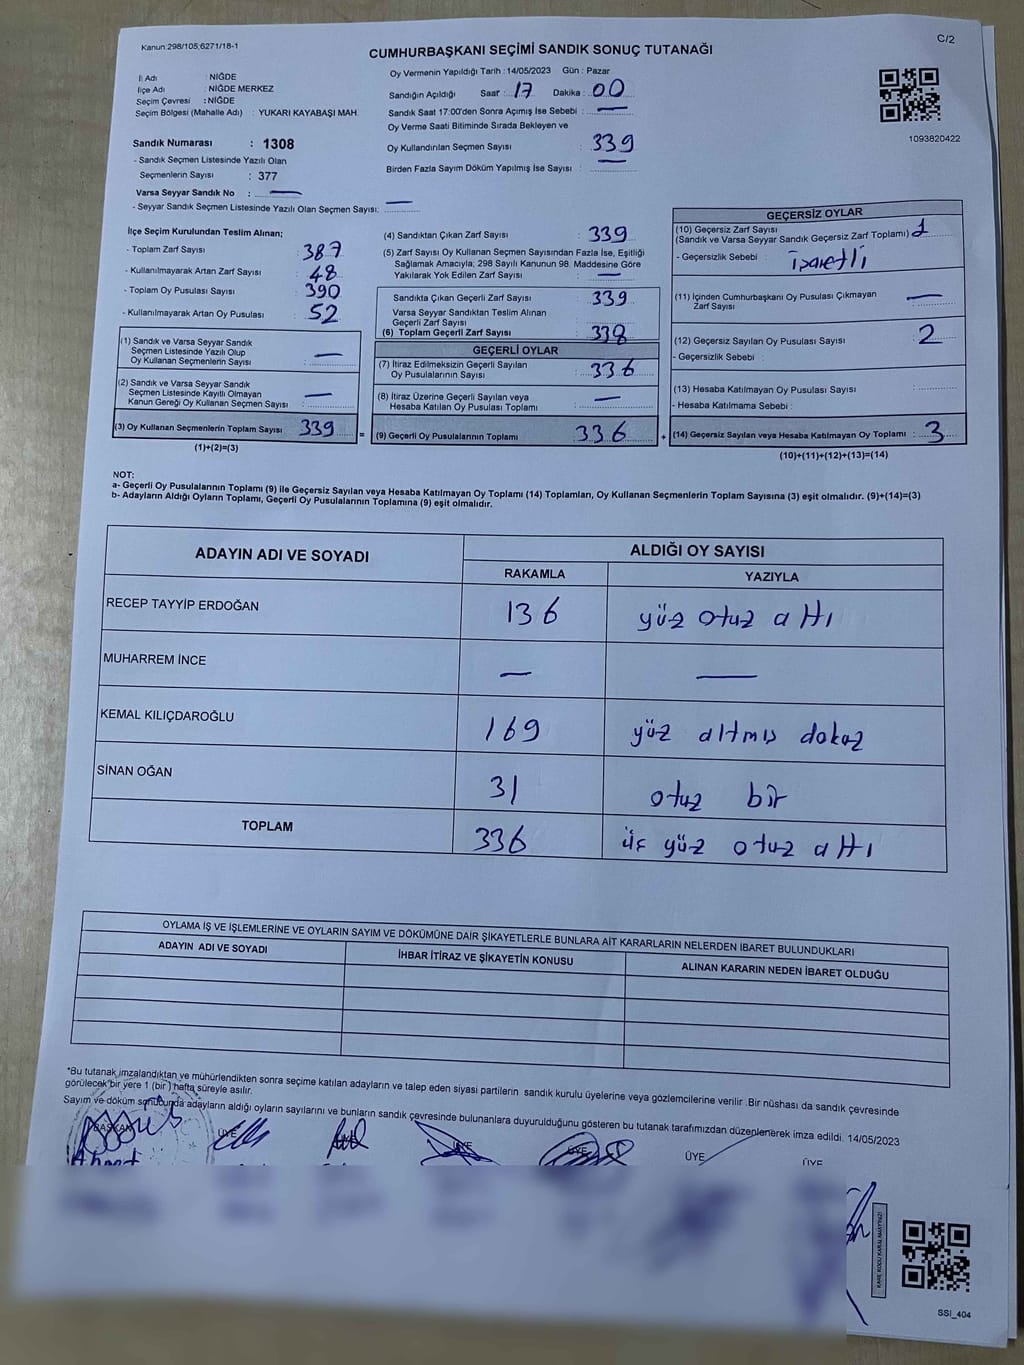 Kanun:298/105,6271/18-1
C/2
CUMHURBAŞKANI SEÇİMİ SANDIK SONUÇ TUTANAĞI
İl Adı : NİĞDE
İlçe Adı : NİĞDE MERKEZ
Seçim Çevresi : NİĞDE
Seçim Bölgesi (Mahalle Adı) : YUKARI KAYABAŞI MAH.
Sandık Numarası : 1308
- Sandık Seçmen Listesinde Yazılı Olan
Seçmenlerin Sayısı : 377
Varsa Seyyar Sandık No : —
- Seyyar Sandık Seçmen Listesinde Yazılı Olan Seçmen Sayısı: —
Oy Vermenin Yapıldığı Tarih : 14/05/2023 Gün : Pazar
Sandığın Açıldığı Saat : 17 Dakika : 00
Sandık Saat 17:00'den Sonra Açılmış İse Sebebi : —
Oy Verme Saati Bitiminde Sırada Bekleyen ve
Oy Kullandırılan Seçmen Sayısı : 339
Birden Fazla Sayım Döküm Yapılmış İse Sayısı : —
1093820422
İlçe Seçim Kurulundan Teslim Alınan;
- Toplam Zarf Sayısı : 387
- Kullanılmayarak Artan Zarf Sayısı : 48
- Toplam Oy Pusulası Sayısı : 390
- Kullanılmayarak Artan Oy Pusulası : 52
(1) Sandık ve Varsa Seyyar Sandık
Seçmen Listesinde Yazılı Olup
Oy Kullanan Seçmenlerin Sayısı : —
(2) Sandık ve Varsa Seyyar Sandık
Seçmen Listesinde Kayıtlı Olmayan
Kanun Gereği Oy Kullanan Seçmen Sayısı : —
(3) Oy Kullanan Seçmenlerin Toplam Sayısı : 339
(1)+(2)=(3)
(4) Sandıktan Çıkan Zarf Sayısı : 339
(5) Zarf Sayısı Oy Kullanan Seçmen Sayısından Fazla İse, Eşitliği
Sağlamak Amacıyla; 298 Sayılı Kanunun 98. Maddesine Göre
Yakılarak Yok Edilen Zarf Sayısı : —
Sandıkta Çıkan Geçerli Zarf Sayısı : 339
Varsa Seyyar Sandıktan Teslim Alınan
Geçerli Zarf Sayısı
(6) Toplam Geçerli Zarf Sayısı : 338
GEÇERLİ OYLAR
(7) İtiraz Edilmeksizin Geçerli Sayılan
Oy Pusulalarının Sayısı : 336
(8) İtiraz Üzerine Geçerli Sayılan veya
Hesaba Katılan Oy Pusulası Toplamı : —
= (9) Geçerli Oy Pusulalarının Toplamı : 336 +
GEÇERSİZ OYLAR
(10) Geçersiz Zarf Sayısı
(Sandık ve Varsa Seyyar Sandık Geçersiz Zarf Toplamı) : 1
- Geçersizlik Sebebi : işaretli
(11) İçinden Cumhurbaşkanı Oy Pusulası Çıkmayan
Zarf Sayısı : —
(12) Geçersiz Sayılan Oy Pusulası Sayısı : 2
- Geçersizlik Sebebi :
(13) Hesaba Katılmayan Oy Pusulası Sayısı :
- Hesaba Katılmama Sebebi :
(14) Geçersiz Sayılan veya Hesaba Katılmayan Oy Toplamı : 3
(10)+(11)+(12)+(13)=(14)
NOT:
a- Geçerli Oy Pusulalarının Toplamı (9) ile Geçersiz Sayılan veya Hesaba Katılmayan Oy Toplamı (14) Toplamları, Oy Kullanan Seçmenlerin Toplam Sayısına (3) eşit olmalıdır. (9)+(14)=(3)
b- Adayların Aldığı Oyların Toplamı, Geçerli Oy Pusulalarının Toplamına (9) eşit olmalıdır.
ADAYIN ADI VE SOYADI ALDIĞI OY SAYISI
RAKAMLA YAZIYLA
RECEP TAYYİP ERDOĞAN 136 yüz otuz altı
MUHARREM İNCE — —
KEMAL KILIÇDAROĞLU 169 yüz altmış dokuz
SİNAN OĞAN 31 otuz bir
TOPLAM 336 üç yüz otuz altı
OYLAMA İŞ VE İŞLEMLERİNE VE OYLARIN SAYIM VE DÖKÜMÜNE DAİR ŞİKAYETLERLE BUNLARA AİT KARARLARIN NELERDEN İBARET BULUNDUKLARI
ADAYIN ADI VE SOYADI İHBAR İTİRAZ VE ŞİKAYETİN KONUSU ALINAN KARARIN NEDEN İBARET OLDUĞU
*Bu tutanak imzalandıktan ve mühürlendikten sonra seçime katılan adayların ve talep eden siyasi partilerin sandık kurulu üyelerine veya gözlemcilerine verilir. Bir nüshası da sandık çevresinde
görülecek bir yere 1 (bir) hafta süreyle asılır.
Sayım ve döküm sonucunda adayların aldığı oyların sayılarını ve bunların sandık çevresinde bulunanlara duyurulduğunu gösteren bu tutanak tarafımızdan düzenlenerek imza edildi. 14/05/2023
BAŞKAN ÜYE ÜYE ÜYE ÜYE ÜYE ÜYE
Ahmet
SSI_404